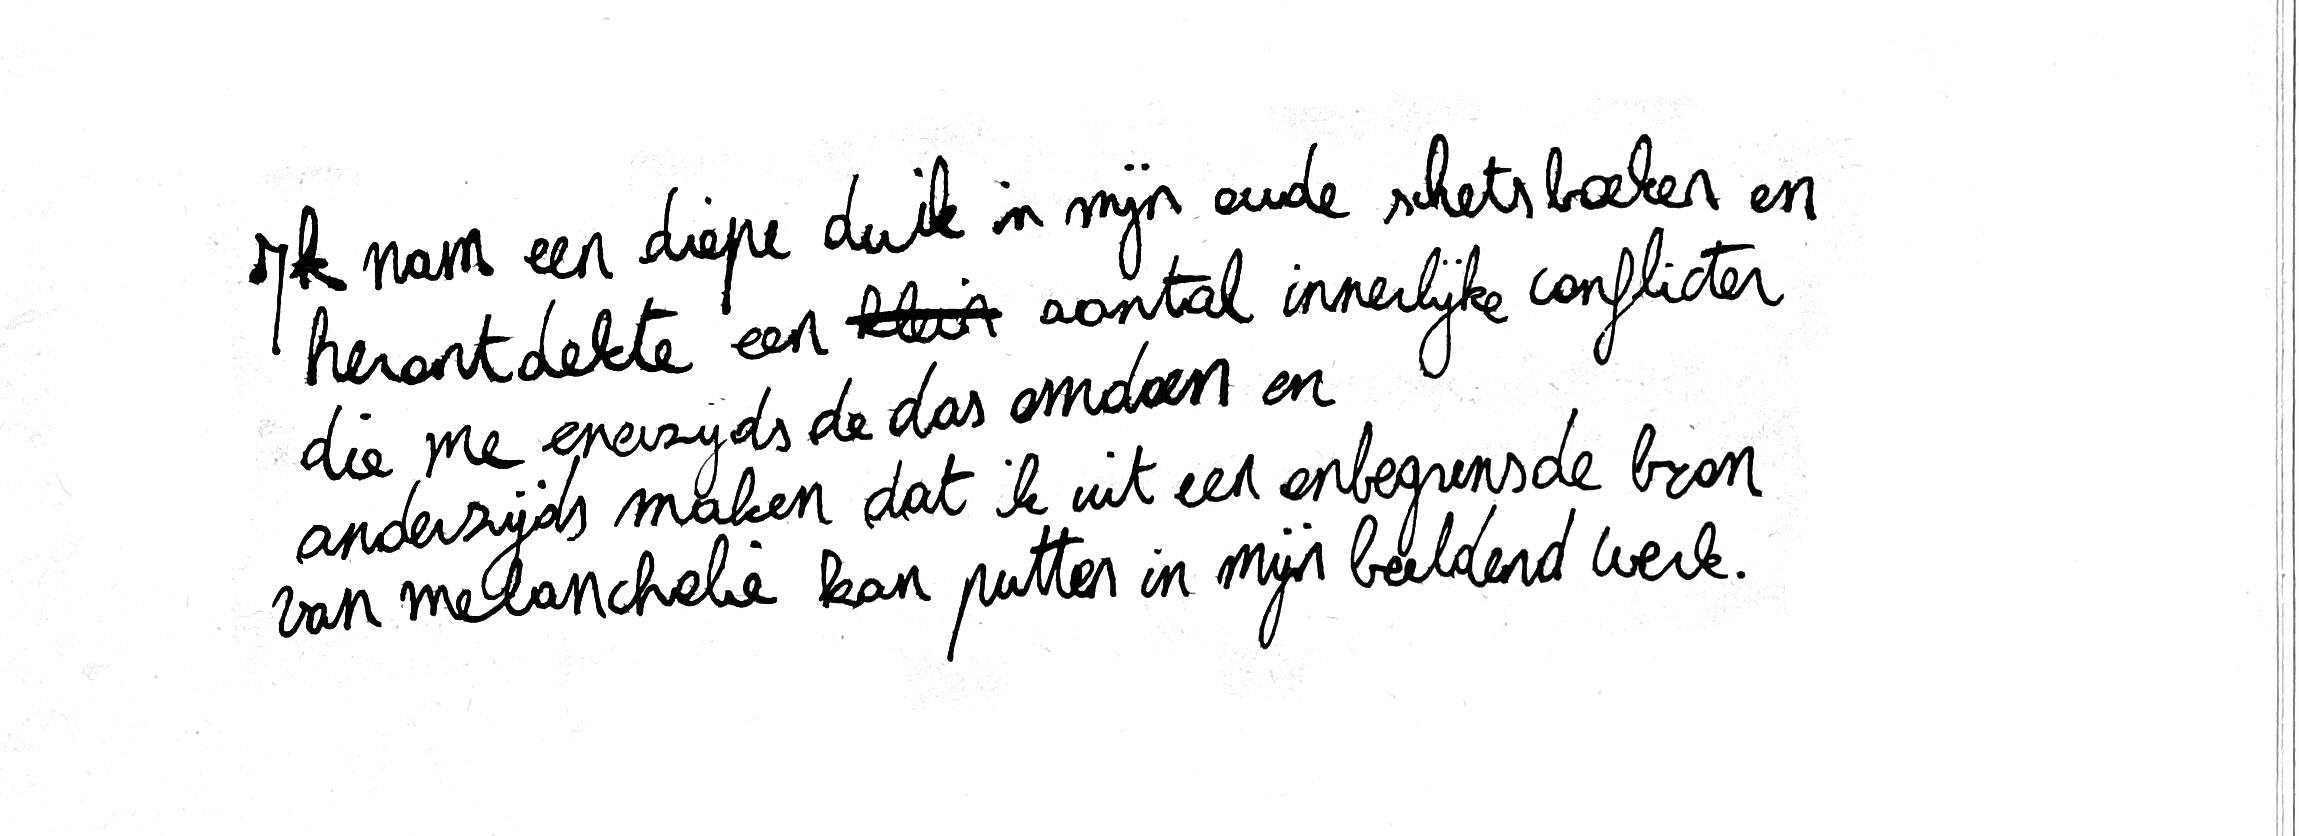 Ik nam een diepe duik in mijn oude schetsboeken en
herontdekte een klein aantal innerlijke conflicten
die me enerzijds de das omdoen en
anderzijds maken dat ik uit een onbegrensde bron
van melancholie kan putten in mijn beeldend werk.